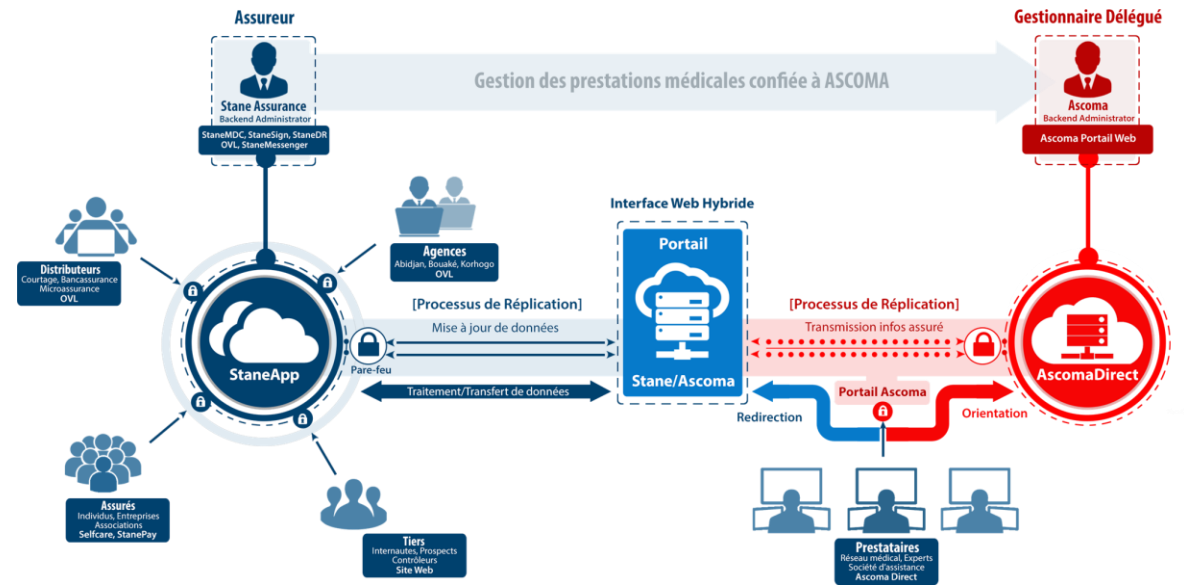 Assureur
Gestionnaire Délégué
Gestion des prestations médicales confiée à ASCOMA
Stane Assurance
Backend Administrator
StaneMDC, StaneSign, StaneDR
OVL, StaneMessenger
Ascoma
Backend Administrator
Ascoma Portail Web
Distributeurs
Courtage, Bancassurance
Microassurance
OVL
Agences
Abidjan, Bouaké, Korhogo
OVL
Interface Web Hybride
Portail
Stane/Ascoma
[Processus de Réplication]
Mise à jour de données
Pare-feu
Traitement/Transfert de données
[Processus de Réplication]
Transmission infos assuré
StaneApp
AscomaDirect
Portail Ascoma
Redirection
Orientation
Assurés
Individus, Entreprises
Associations
Selfcare, StanePay
Tiers
Internautes, Prospects
Contrôleurs
Site Web
Prestataires
Réseau médical, Experts
Société d'assistance
Ascoma Direct